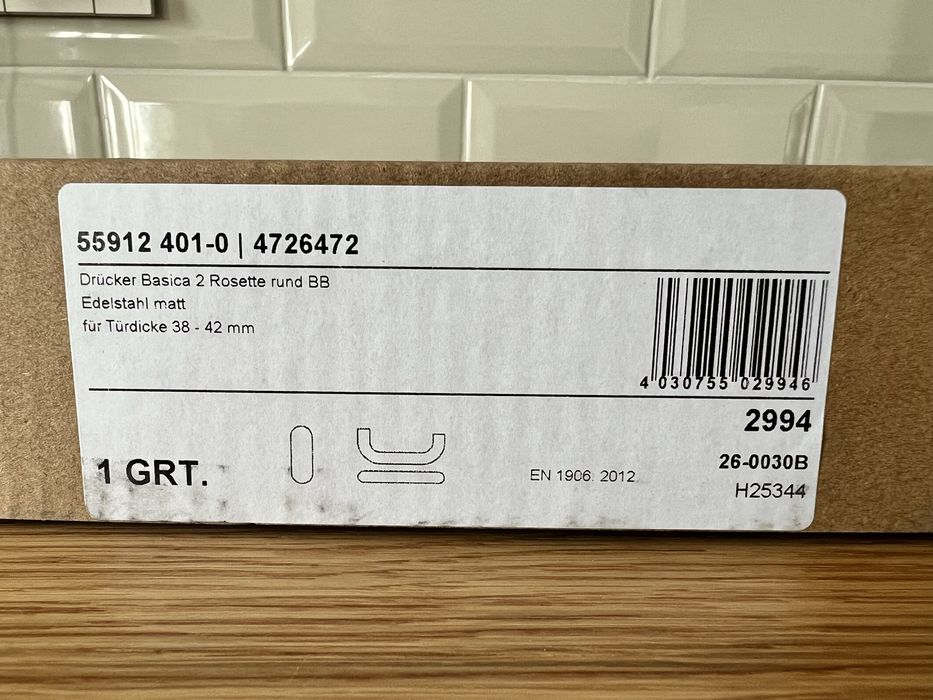 55912 401-0 | 4726472
Drücker Basica 2 Rosette rund BB
Edelstahl matt
für Türdicke 38 - 42 mm
4 030755 029946
2994
26-0030B
H25344
1 GRT.
EN 1906: 2012